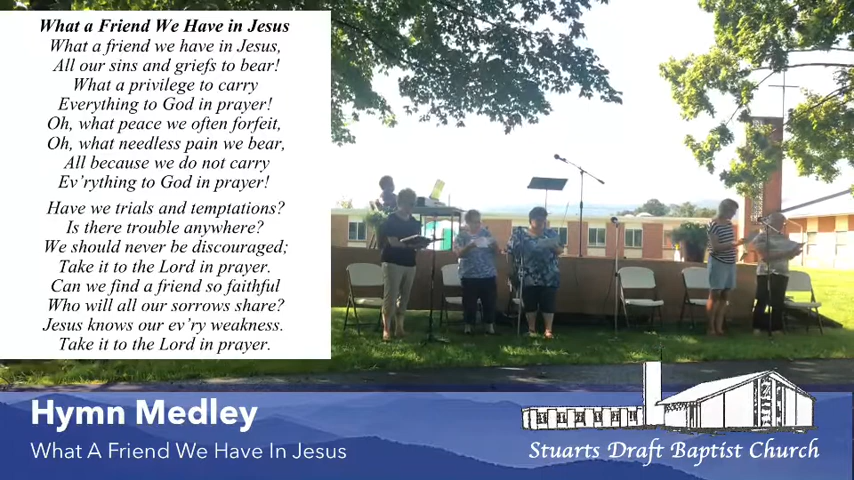 What a Friend We Have in Jesus
What a friend we have in Jesus,
All our sins and griefs to bear!
What a privilege to carry
Everything to God in prayer!
Oh, what peace we often forfeit,
Oh, what needless pain we bear,
All because we do not carry
Ev'rything to God in prayer!
Have we trials and temptations?
Is there trouble anywhere?
We should never be discouraged;
Take it to the Lord in prayer.
Can we find a friend so faithful
Who will all our sorrows share?
Jesus knows our ev'ry weakness.
Take it to the Lord in prayer.
Hymn Medley
What A Friend We Have In Jesus
Stuarts Draft Baptist Church